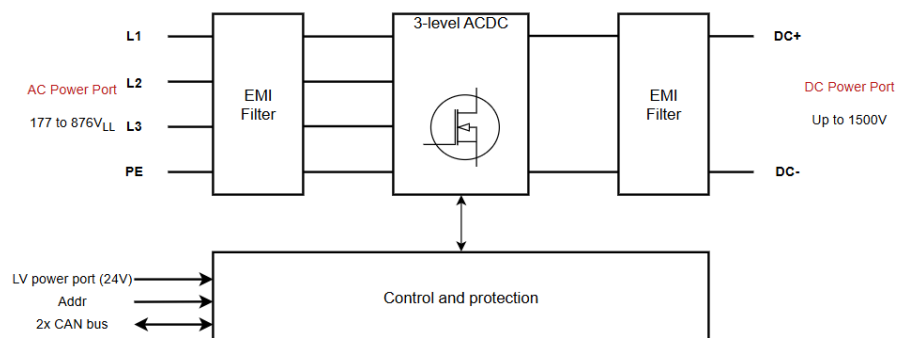 3-level ACDC
L1
DC+
L2
AC Power Port
EMI
Filter
EMI
Filter
DC Power Port
177 to 876VLL
L3
Up to 1500V
PE
DC-
LV power port (24V)
Addr
2x CAN bus
Control and protection